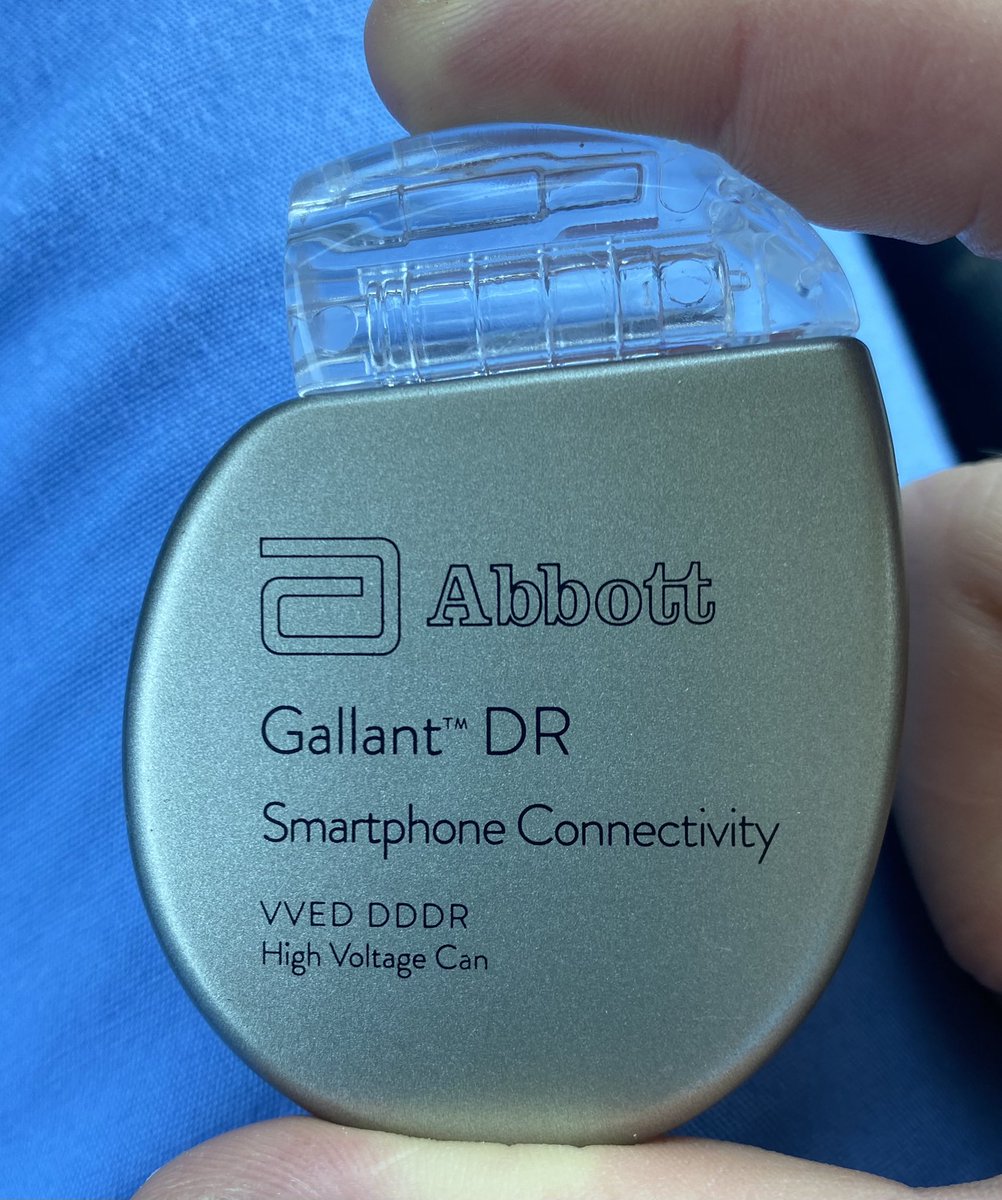 Abbott
Gallant™ DR
Smartphone Connectivity
VVED DDDR
High Voltage Can